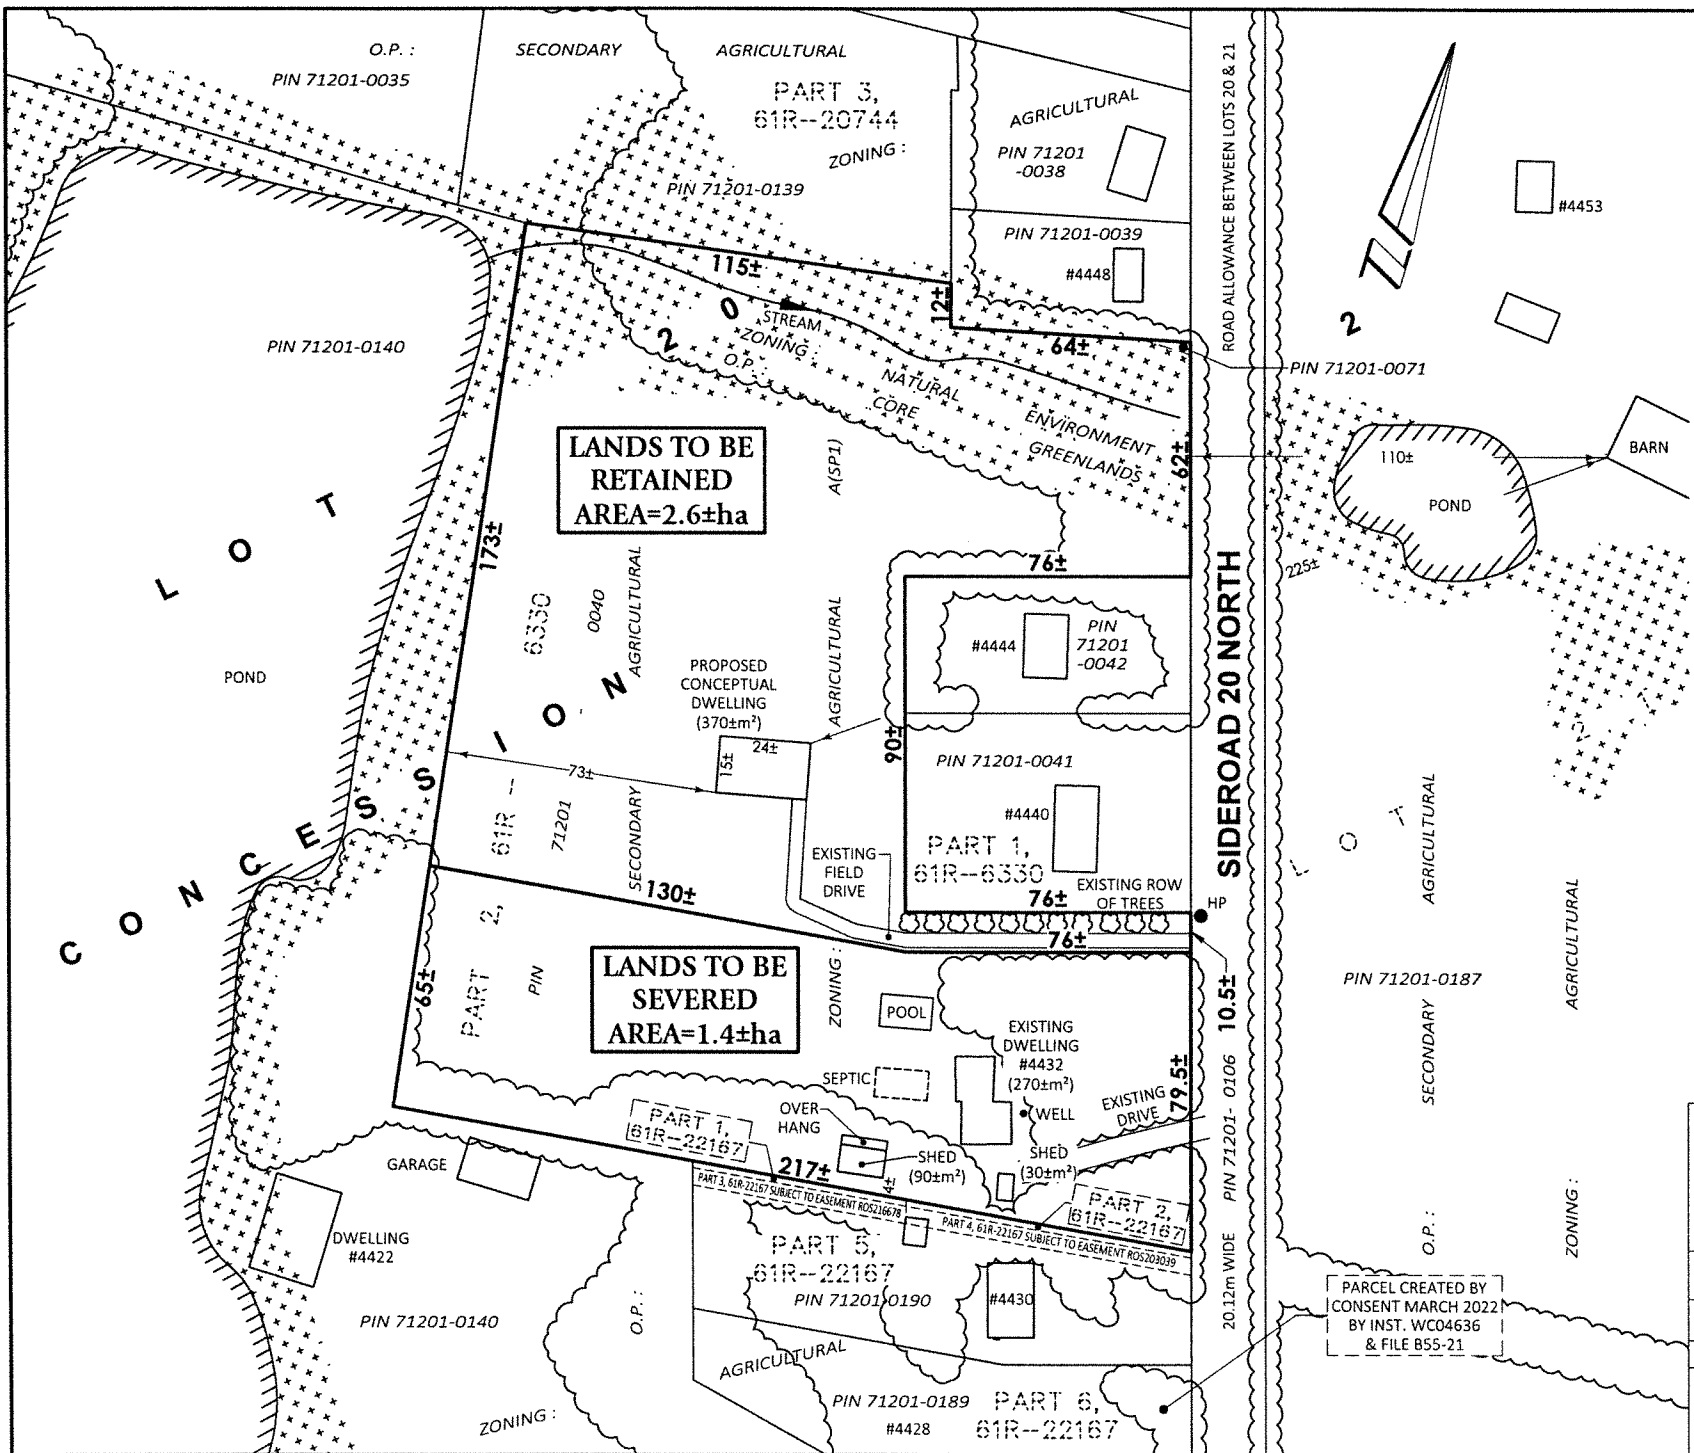 O.P. :
SECONDARY
AGRICULTURAL
PIN 71201-0035
PART 3,
61R--20744
ZONING :
PIN 71201-0139
AGRICULTURAL
PIN 71201
-0038
PIN 71201-0039
#4448
ROAD ALLOWANCE BETWEEN LOTS 20 & 21
#4453
2
PIN 71201-0071
115±
12±
64±
2 0
STREAM
ZONING :
O.P. :
NATURAL
CORE
ENVIRONMENT
GREENLANDS
62±
PIN 71201-0140
LANDS TO BE
RETAINED
AREA=2.6±ha
A(SP1)
110±
BARN
POND
225±
L O T
173±
76±
SIDEROAD 20 NORTH
#4444
PIN
71201
-0042
6330
0040
AGRICULTURAL
AGRICULTURAL
POND
PROPOSED
CONCEPTUAL
DWELLING
(370±m²)
24±
15±
73±
90±
PIN 71201-0041
#4440
PART 1,
61R--6330
CONCESSION
61R --
71201
SECONDARY
EXISTING
FIELD
DRIVE
76±
EXISTING ROW
OF TREES
HP
76±
130±
L O T 2 1
AGRICULTURAL
AGRICULTURAL
PIN 71201-0187
PART 2,
PIN
65±
LANDS TO BE
SEVERED
AREA=1.4±ha
ZONING :
POOL
EXISTING
DWELLING
#4432
(270±m²)
10.5±
79.5±
SEPTIC
WELL
EXISTING
DRIVE
OVER
HANG
SHED
(90±m²)
SHED
(30±m²)
4±
PART 1,
61R--22167
217±
PART 3, 61R-22167 SUBJECT TO EASEMENT ROS216678
PART 4, 61R-22167 SUBJECT TO EASEMENT ROS203039
PART 2,
61R--22167
20.12m WIDE PIN 71201- 0106
SECONDARY
O.P. :
ZONING :
GARAGE
DWELLING
#4422
PIN 71201-0140
PART 5,
61R--22167
PIN 71201-0190
#4430
O.P. :
AGRICULTURAL
ZONING :
PARCEL CREATED BY
CONSENT MARCH 2022
BY INST. WC04636
& FILE B55-21
PIN 71201-0189
#4428
PART 6,
61R--22167